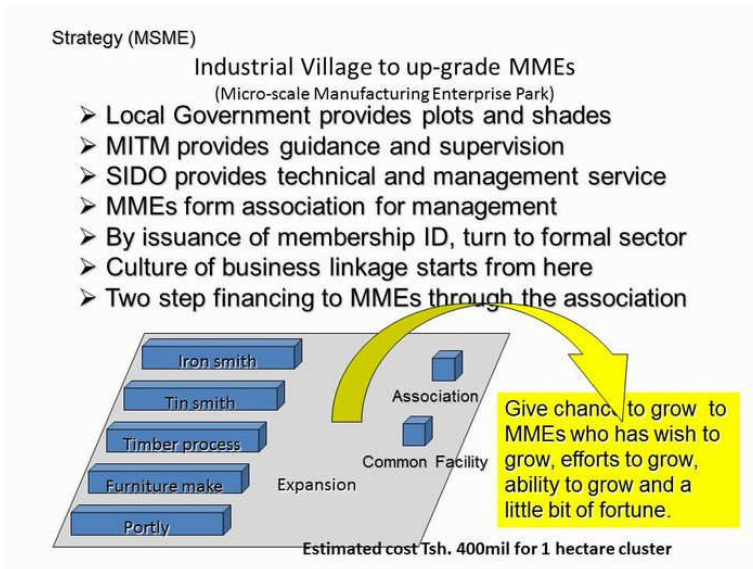 Strategy (MSME)
Industrial Village to up-grade MMEs
(Micro-scale Manufacturing Enterprise Park)
➢ Local Government provides plots and shades
➢ MITM provides guidance and supervision
➢ SIDO provides technical and management service
➢ MMEs form association for management
➢ By issuance of membership ID, turn to formal sector
➢ Culture of business linkage starts from here
➢ Two step financing to MMEs through the association
Iron smith
Tin smith
Timber process
Furniture make
Portly
Expansion
Association
Common Facility
Give chance to grow to
MMEs who has wish to
grow, efforts to grow,
ability to grow and a
little bit of fortune.
Estimated cost Tsh. 400mil for 1 hectare cluster